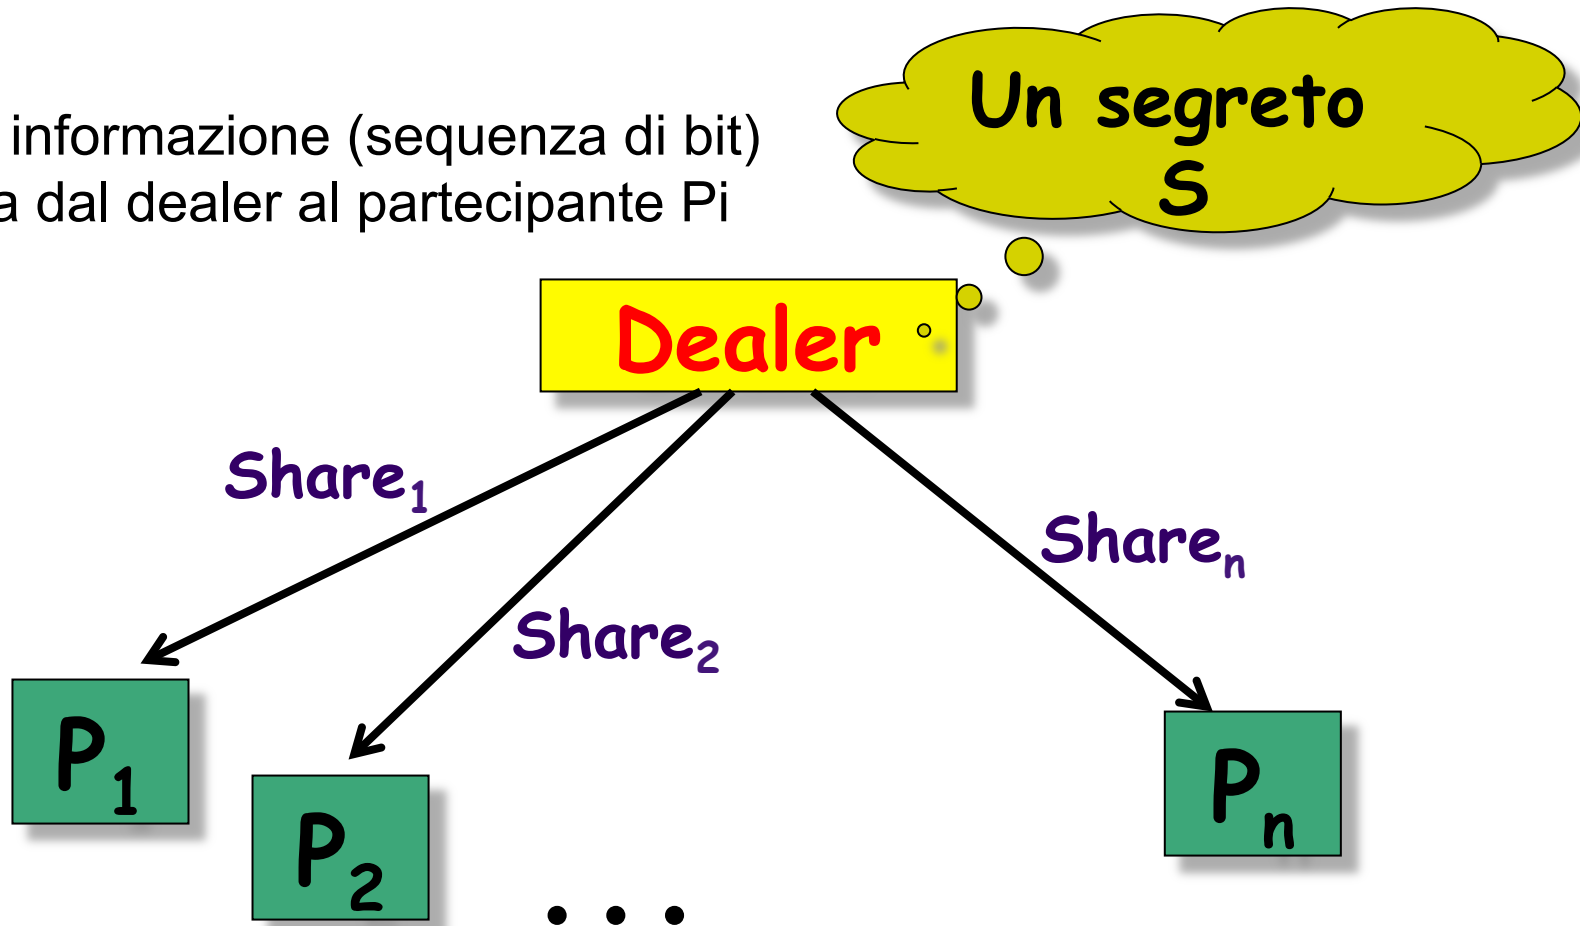 Un segreto
S
informazione (sequenza di bit)
a dal dealer al partecipante Pi
Dealer
Share₁
Shareₙ
Share₂
P₁
P₂
Pₙ
. . .